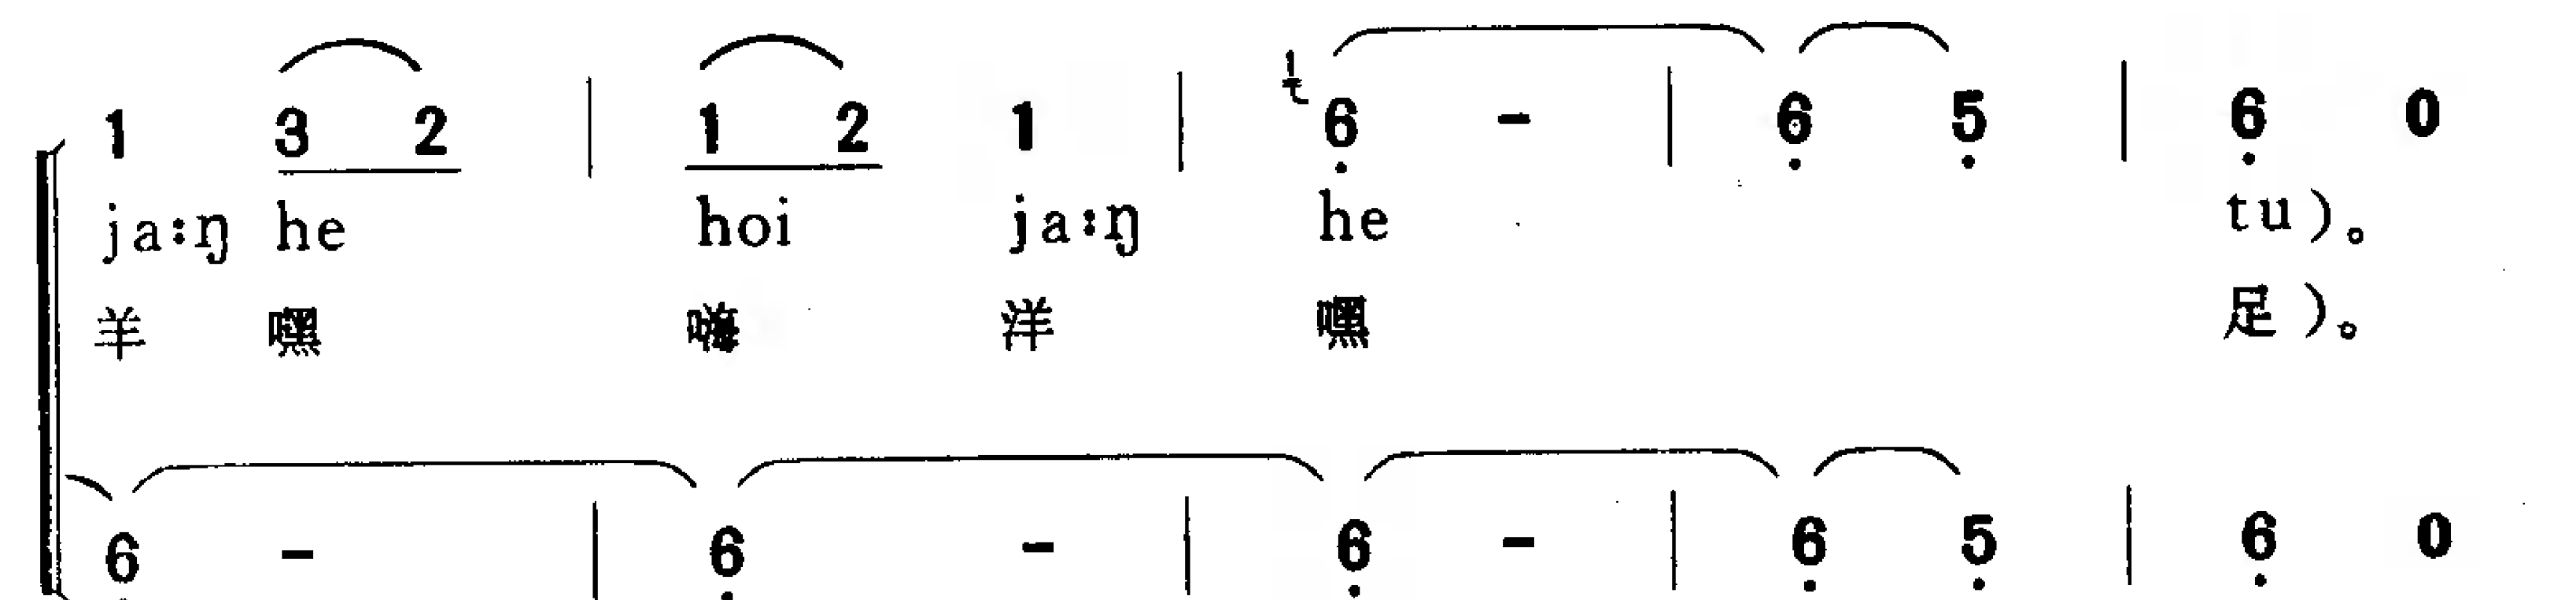 1 3 2 | 1 2 1 | 1 6 - | 6 5 | 6 0
ja:ŋ he hoi ja:ŋ he tu)。
羊 嘿 洋 嘿 足)。
6 - | 6 - | 6 - | 6 5 | 6 0